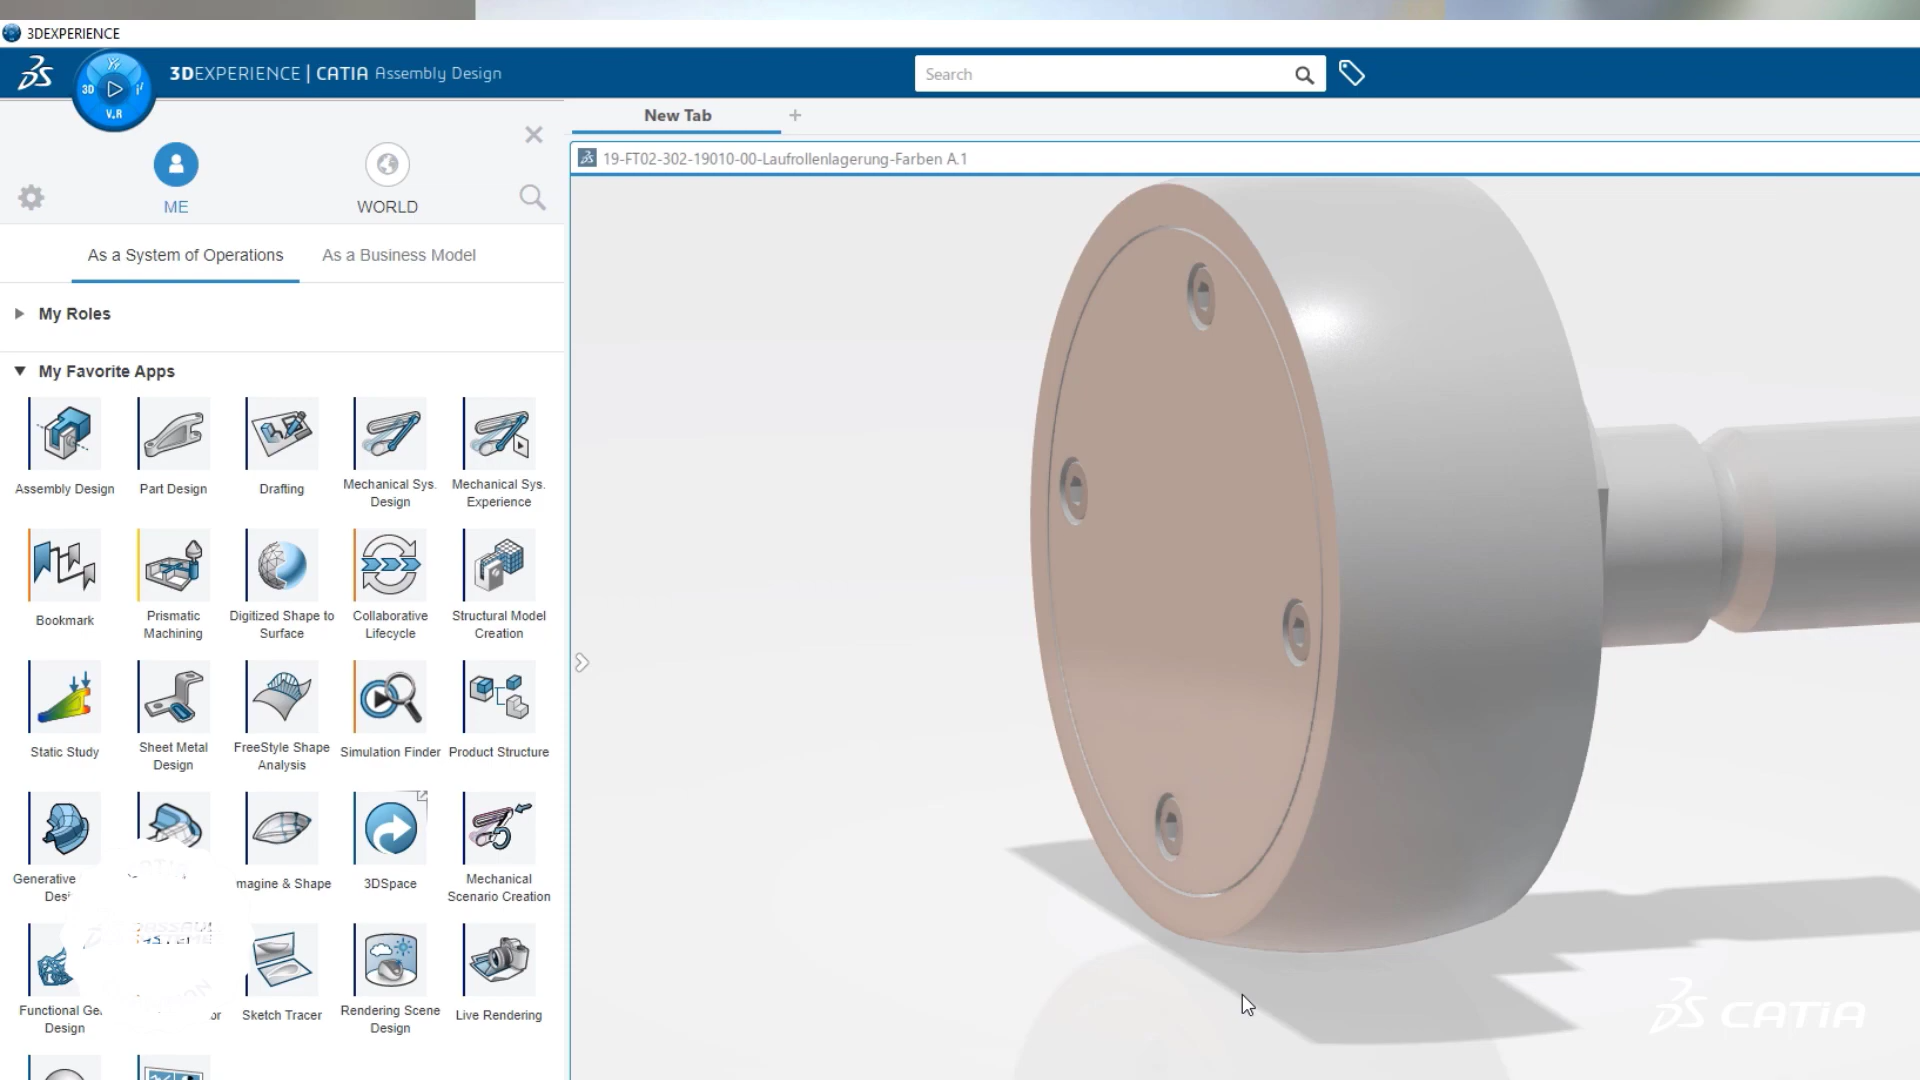 3DEXPERIENCE
3DEXPERIENCE | CATIA Assembly Design
Search
3D
V.R
New Tab
19-FT02-302-19010-00-Laufrollenlagerung-Farben A.1
ME
WORLD
As a System of Operations
As a Business Model
My Roles
My Favorite Apps
Assembly Design
Part Design
Drafting
Mechanical Sys. Design
Mechanical Sys. Experience
Bookmark
Prismatic Machining
Digitized Shape to Surface
Collaborative Lifecycle
Structural Model Creation
Static Study
Sheet Metal Design
FreeStyle Shape Analysis
Simulation Finder
Product Structure
Generative
magine & Shape
3DSpace
Mechanical Scenario Creation
Functional Ge
Design
or
Sketch Tracer
Rendering Scene Design
Live Rendering
CATIA